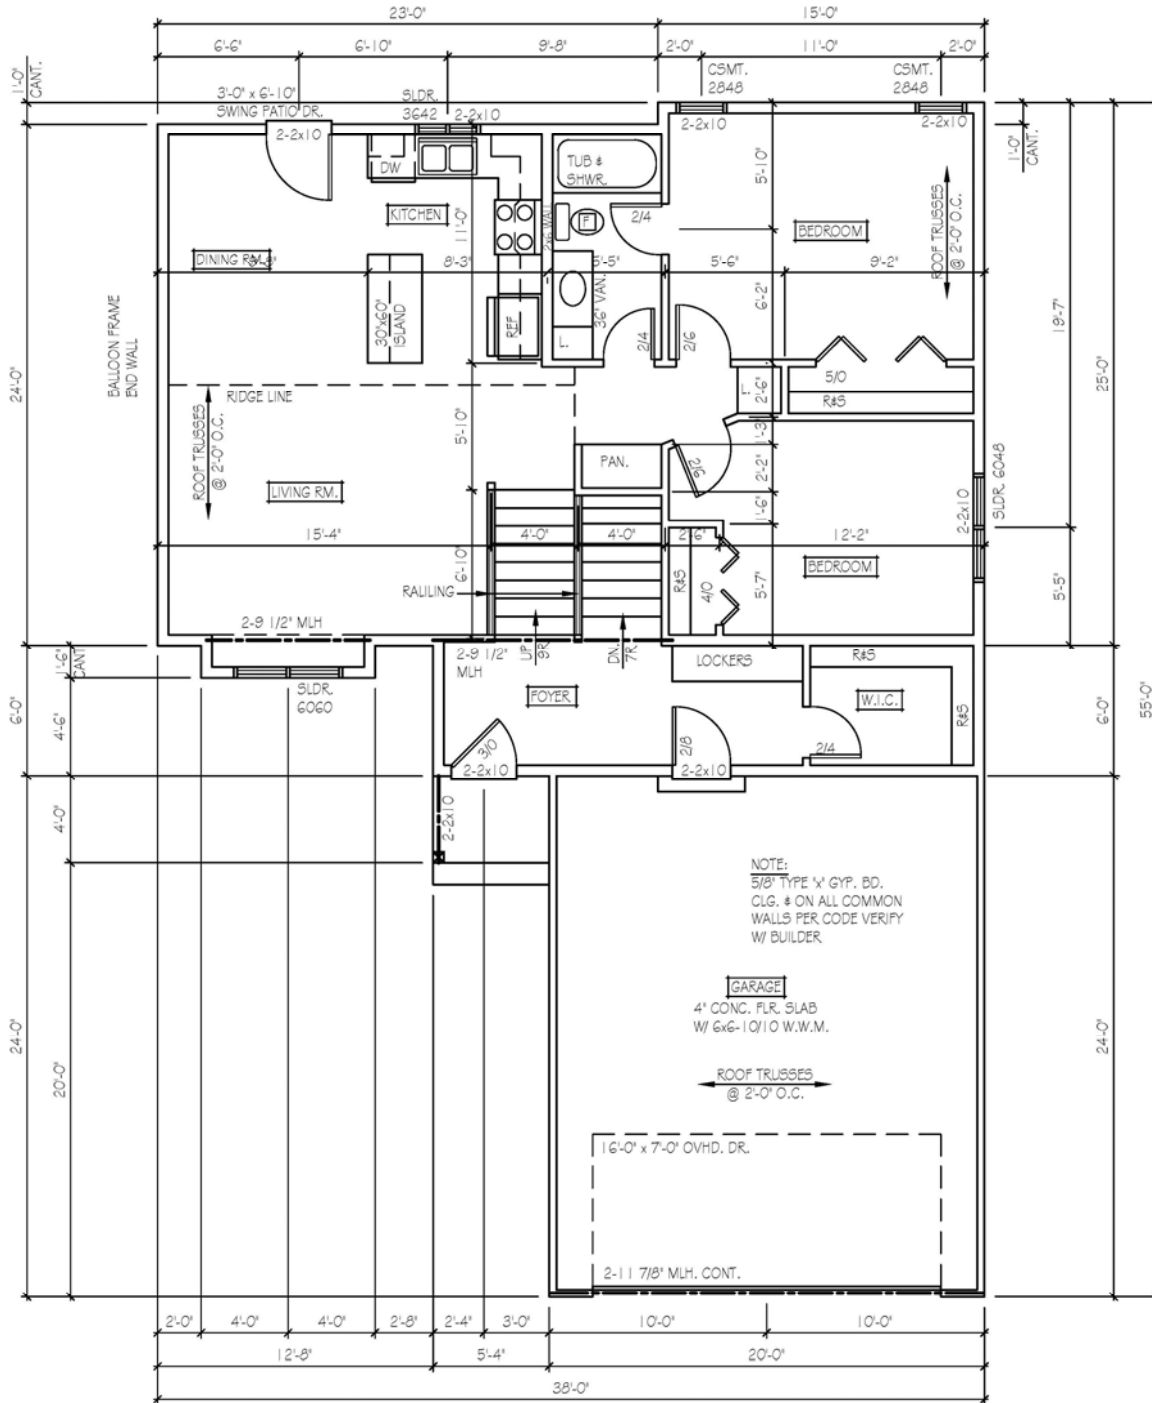 23'-0" 15'-0"
6'-6" 6'-10" 9'-8" 2'-0" 11'-0" 2'-0"
1'-0"
CANT.
CSMT.
2848
CSMT.
2848
3'-0" x 6'-10"
SWING PATIO DR.
SLDR.
3642
2-2x10
2-2x10
2-2x10
2-2x10
1'-0"
CANT.
DW
TUB &
SHWR.
5'-10"
KITCHEN
11'-0"
2x6 WALL
F
2/4
BEDROOM
ROOF TRUSSES
@ 2'-0" O.C.
DINING RM.
8'-3" 5'-5" 5'-6" 9'-2"
BALLOON FRAME
END WALL
30"x60"
ISLAND
REF
36" VAN.
L.
2/4
2/6
6'-2"
19'-7"
24'-0"
25'-0"
RIDGE LINE
5/0
R&S
L.
2'-6"
ROOF TRUSSES
@ 2'-0" O.C.
5'-10"
1'-3"
PAN.
2/6
2'-2"
LIVING RM.
SLDR. 6048
2-2x10
1'-6"
15'-4" 4'-0" 4'-0" 2'-6" 12'-2"
6'-10"
BEDROOM
RALILING
R&S
4/0
5'-7"
5'-5"
2-9 1/2" MLH
2-9 1/2"
MLH
UP
9R
DN.
7R
LOCKERS
R&S
1'-6"
CANT
SLDR.
6060
FOYER
W.I.C.
R&S
6'-0"
4'-6"
6'-0"
55'-0"
3/0
2/8
2/4
2-2x10
2-2x10
4'-0"
2-2x10
NOTE:
5/8" TYPE "X" GYP. BD.
CLG. & ON ALL COMMON
WALLS PER CODE VERIFY
W/ BUILDER
GARAGE
4" CONC. FLR. SLAB
W/ 6x6-10/10 W.W.M.
24'-0"
20'-0"
24'-0"
ROOF TRUSSES
@ 2'-0" O.C.
16'-0" x 7'-0" OVHD. DR.
2-11 7/8" MLH. CONT.
2'-0" 4'-0" 4'-0" 2'-8" 2'-4" 3'-0" 10'-0" 10'-0"
12'-8" 5'-4" 20'-0"
38'-0"